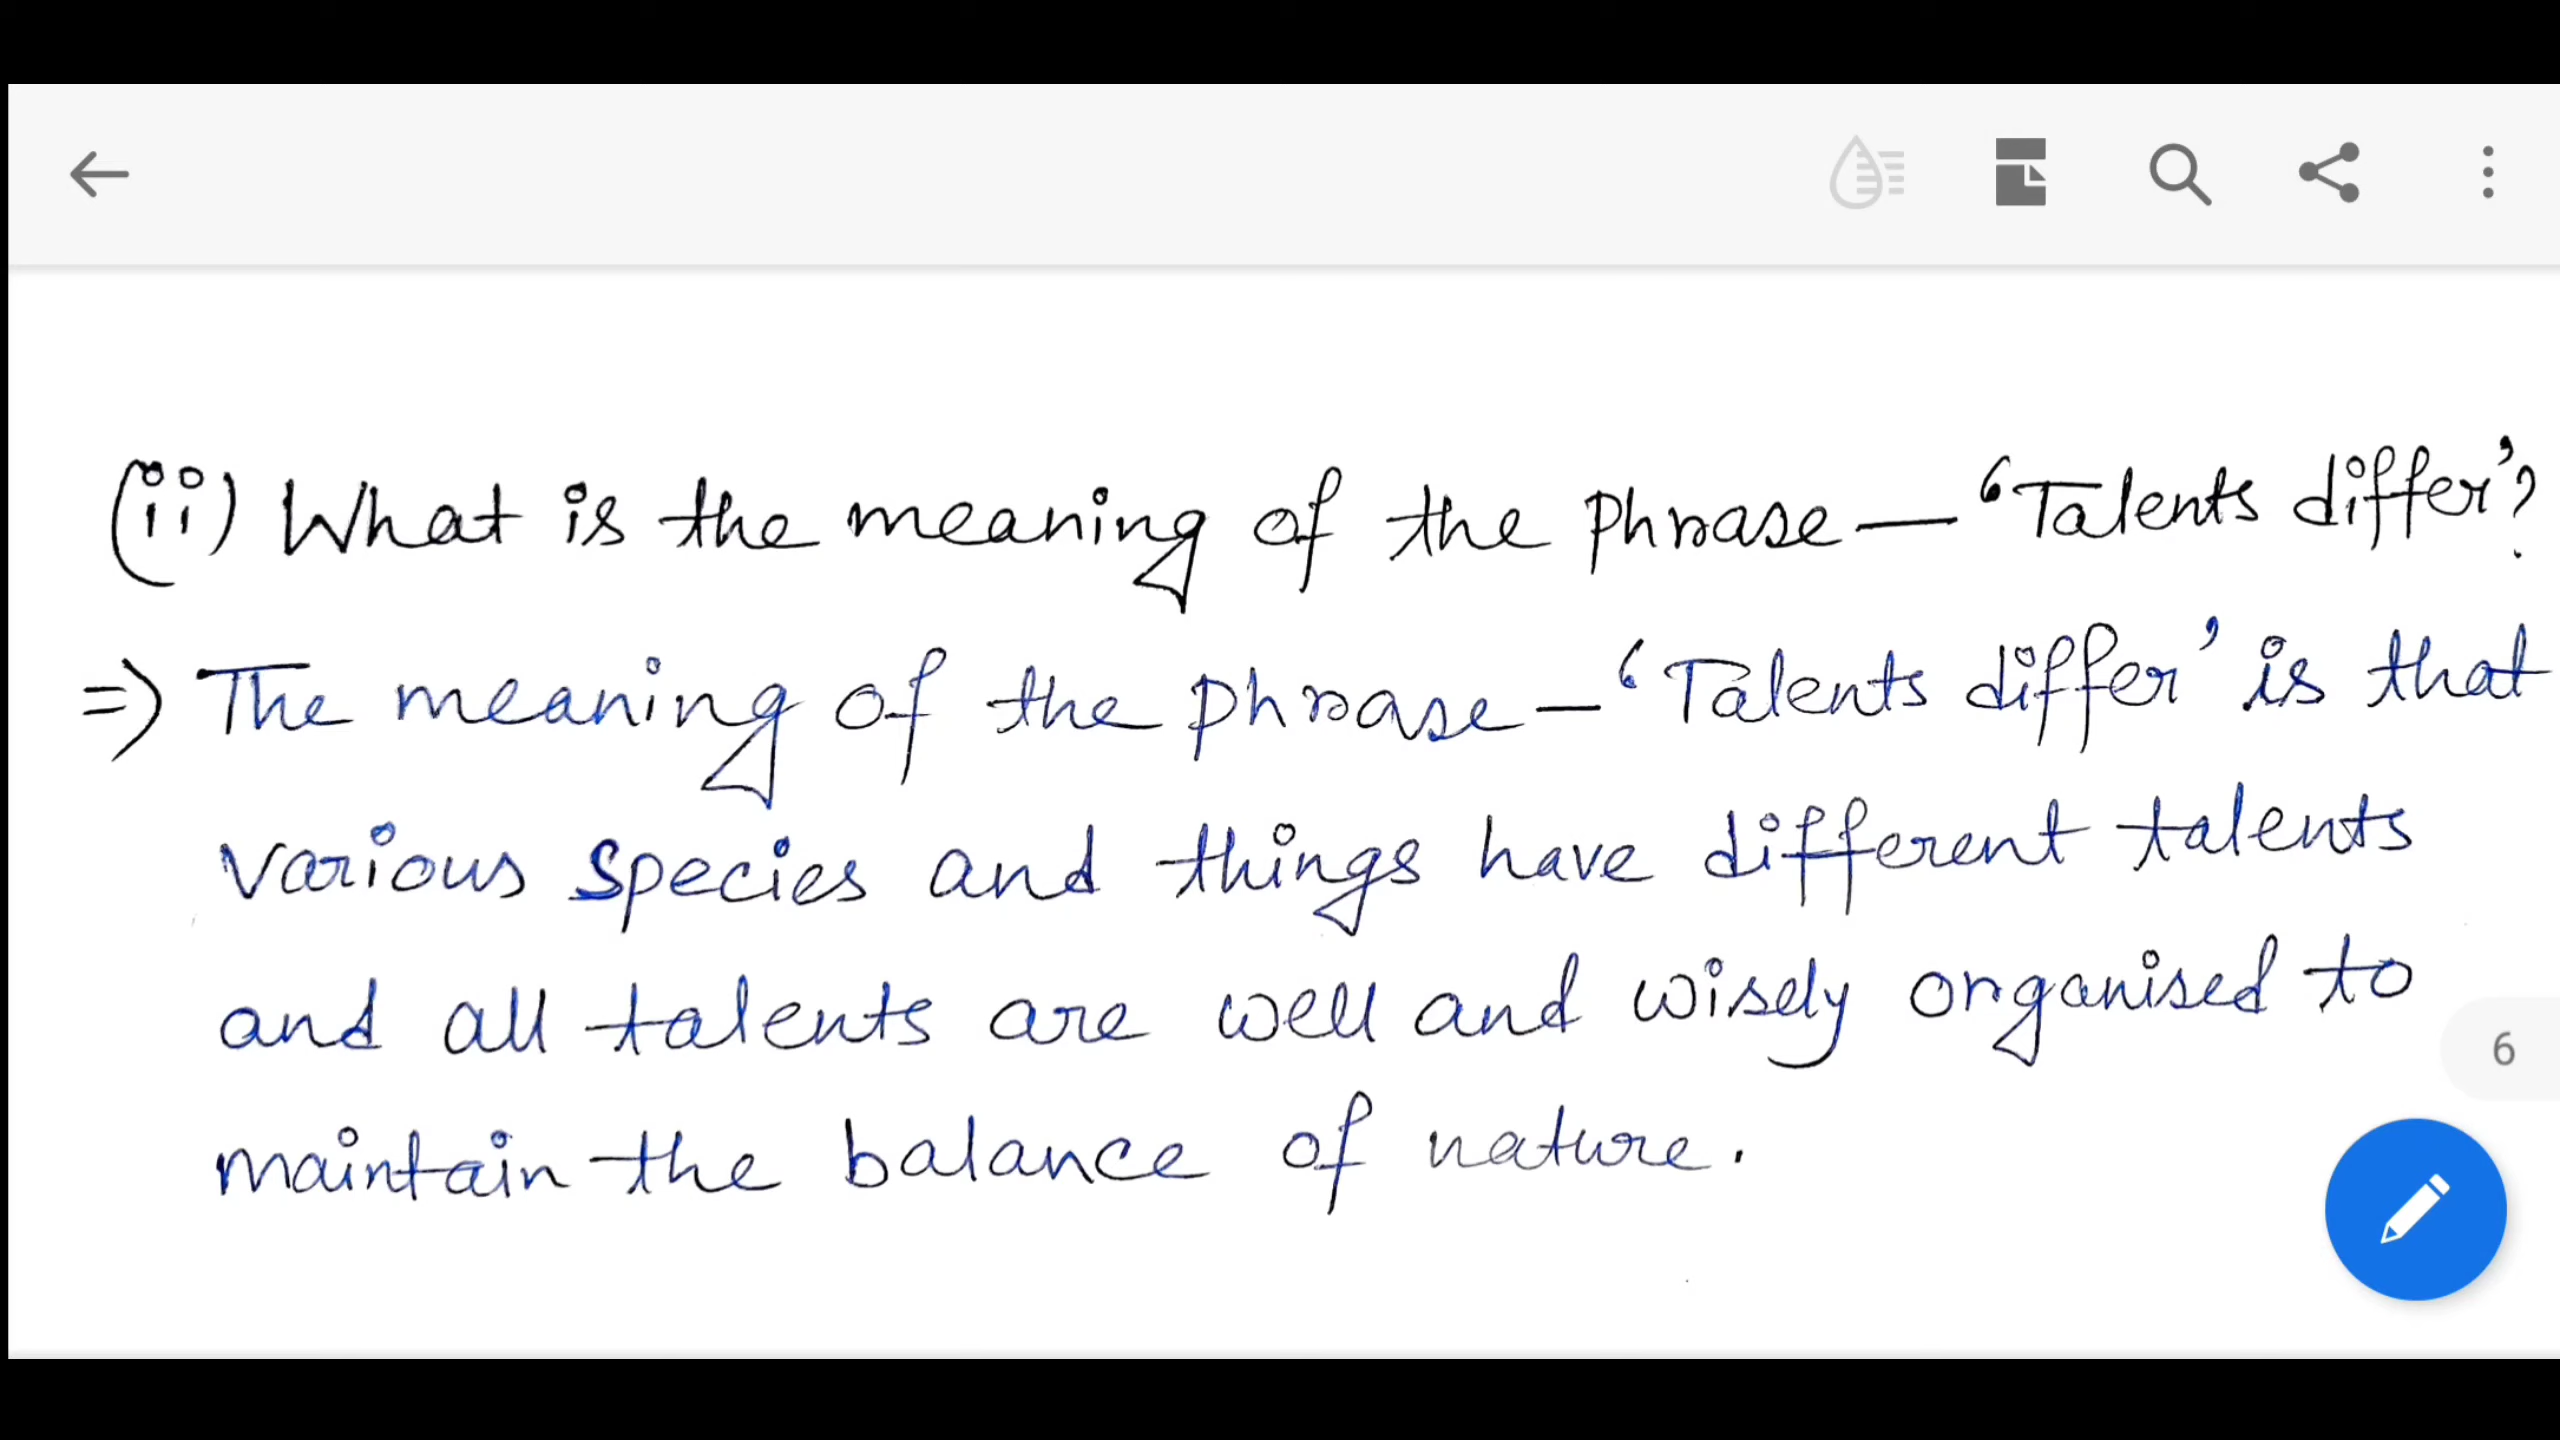 (ii) What is the meaning of the phrase — 'Talents differ'?
=> The meaning of the phrase — 'Talents differ' is that
various species and things have different talents
and all talents are well and wisely organised to
6
maintain the balance of nature.